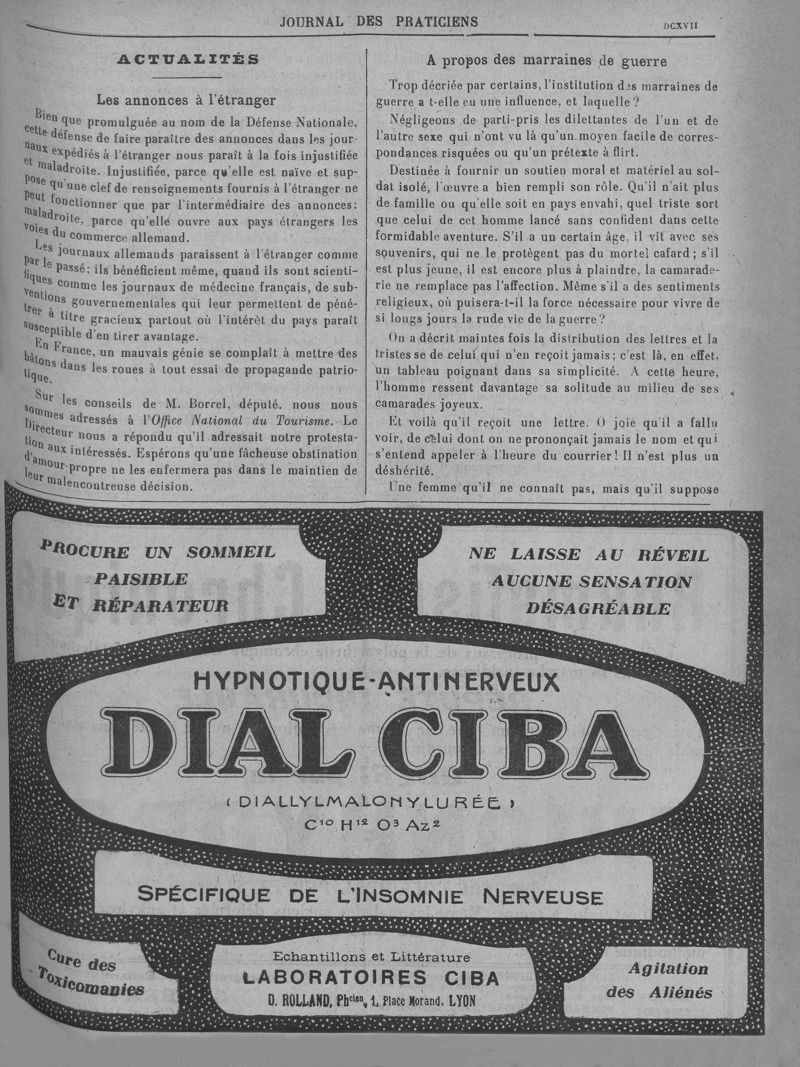 JOURNAL DES PRATICIENS
DCXVII
ACTUALITÉS
Les annonces à l'étranger
Bien que promulguée au nom de la Défense Nationale,
cette défense de faire paraître des annonces dans les jour-
naux expédiés à l'étranger nous paraît à la fois injustifiée
et maladroite. Injustifiée, parce qu'elle est naïve et sup-
pose qu'une clef de renseignements fournis à l'étranger ne
peut fonctionner que par l'intermédiaire des annonces;
maladroite, parce qu'elle ouvre aux pays étrangers les
voies du commerce allemand.
Les journaux allemands paraissent à l'étranger comme
par le passé; ils bénéficient même, quand ils sont scienti-
fiques comme les journaux de médecine français, de sub-
ventions gouvernementales qui leur permettent de péné-
trer à titre gracieux partout où l'intérêt du pays paraît
susceptible d'en tirer avantage.
En France, un mauvais génie se complaît à mettre des
bâtons dans les roues à tout essai de propagande patrio-
tique.
Sur les conseils de M. Borrel, député, nous nous
sommes adressés à l'Office National du Tourisme. Le
Directeur nous a répondu qu'il adressait notre protesta-
tion aux intéressés. Espérons qu'une fâcheuse obstination
d'amour-propre ne les enfermera pas dans le maintien de
leur malencontreuse décision.
A propos des marraines de guerre
Trop décriée par certains, l'institution des marraines de
guerre a t-elle eu une influence, et laquelle?
Négligeons de parti-pris les dilettantes de l'un et de
l'autre sexe qui n'ont vu là qu'un moyen facile de corres-
pondances risquées ou qu'un prétexte à flirt.
Destinée à fournir un soutien moral et matériel au sol-
dat isolé, l'œuvre a bien rempli son rôle. Qu'il n'ait plus
de famille ou qu'elle soit en pays envahi, quel triste sort
que celui de cet homme lancé sans confident dans cette
formidable aventure. S'il a un certain âge, il vit avec ses
souvenirs, qui ne le protègent pas du mortel cafard; s'il
est plus jeune, il est encore plus à plaindre, la camarade-
rie ne remplace pas l'affection. Même s'il a des sentiments
religieux, où puisera-t-il la force nécessaire pour vivre de
si longs jours la rude vie de la guerre?
On a décrit maintes fois la distribution des lettres et la
tristesse de celui qui n'en reçoit jamais; c'est là, en effet,
un tableau poignant dans sa simplicité. A cette heure,
l'homme ressent davantage sa solitude au milieu de ses
camarades joyeux.
Et voilà qu'il reçoit une lettre. O joie qu'il a fallu
voir, de celui dont on ne prononçait jamais le nom et qui
s'entend appeler à l'heure du courrier! Il n'est plus un
déshérité.
Une femme qu'il ne connaît pas, mais qu'il suppose
PROCURE UN SOMMEIL
PAISIBLE
ET RÉPARATEUR
NE LAISSE AU RÉVEIL
AUCUNE SENSATION
DÉSAGRÉABLE
HYPNOTIQUE-ANTINERVEUX
DIAL CIBA
(DIALLYLMALONYLURÉE)
C¹⁰ H¹² O³ Az²
SPÉCIFIQUE DE L'INSOMNIE NERVEUSE
Cure des
Toxicomanies
Echantillons et Littérature
LABORATOIRES CIBA
O. ROLLAND, Phcien, 1, Place Morand, LYON
Agitation
des Aliénés